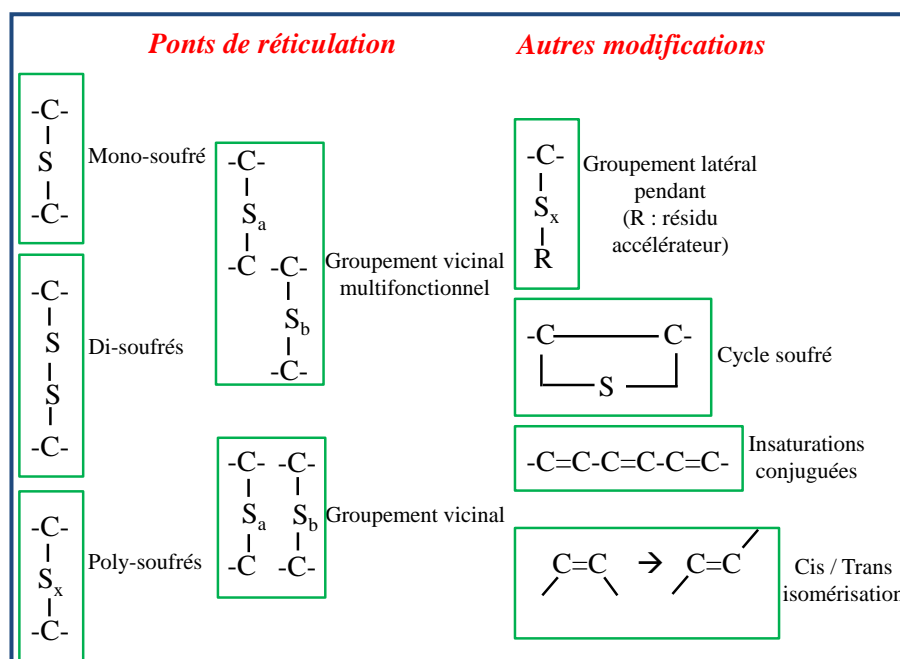 Ponts de réticulation
Autres modifications
-C-
S
-C-
Mono-soufré
-C-
S
S
-C-
Di-soufrés
-C-
Sx
-C-
Poly-soufrés
-C-
Sa
-C -C-
Sb
-C-
Groupement vicinal
multifonctionnel
-C- -C-
Sa Sb
-C -C-
Groupement vicinal
-C-
Sx
R
Groupement latéral
pendant
(R : résidu
accélérateur)
-C C-
S
Cycle soufré
-C=C-C=C-C=C-
Insaturations
conjuguées
C=C → C=C
Cis / Trans
isomérisation